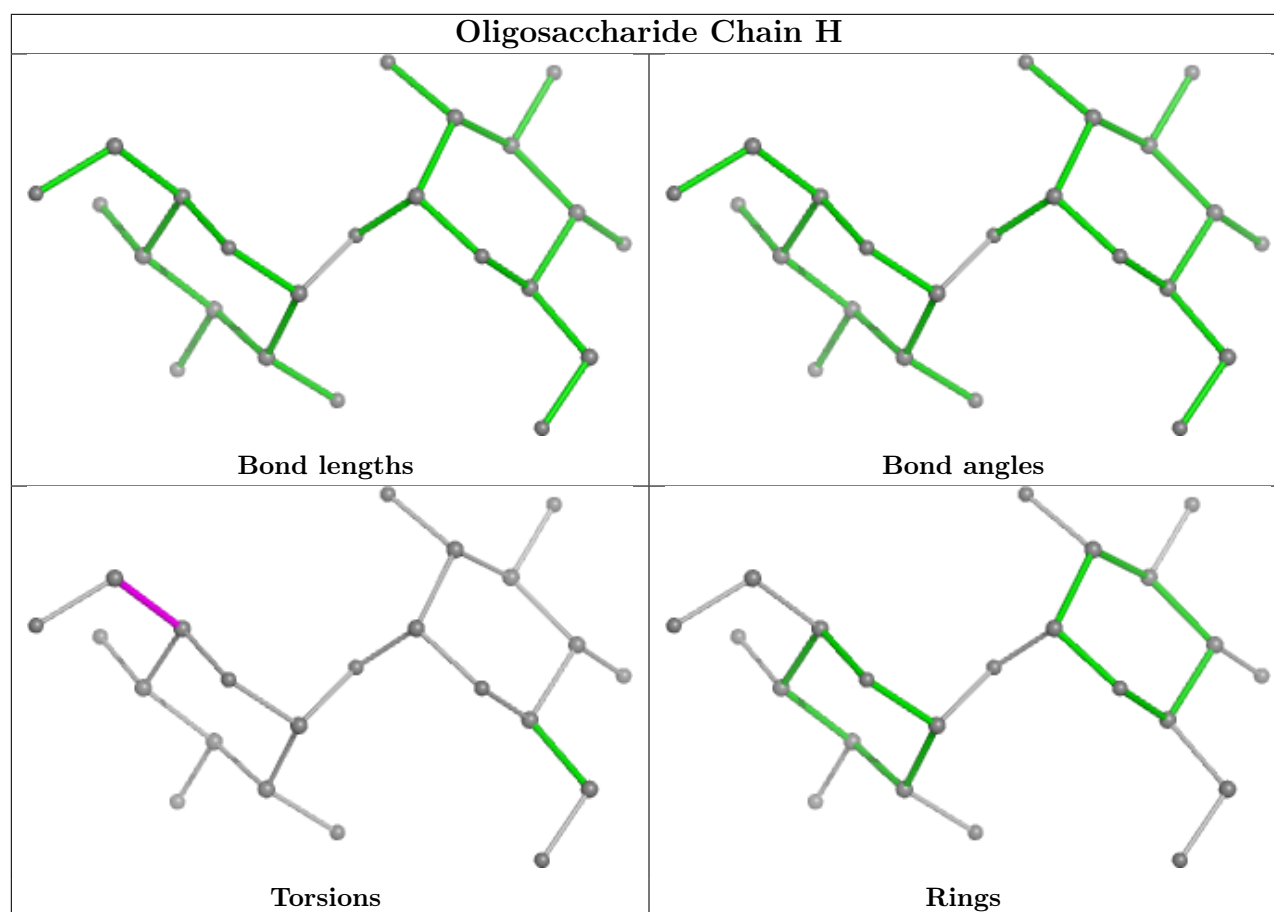 Oligosaccharide Chain H
Bond lengths
Bond angles
Torsions
Rings